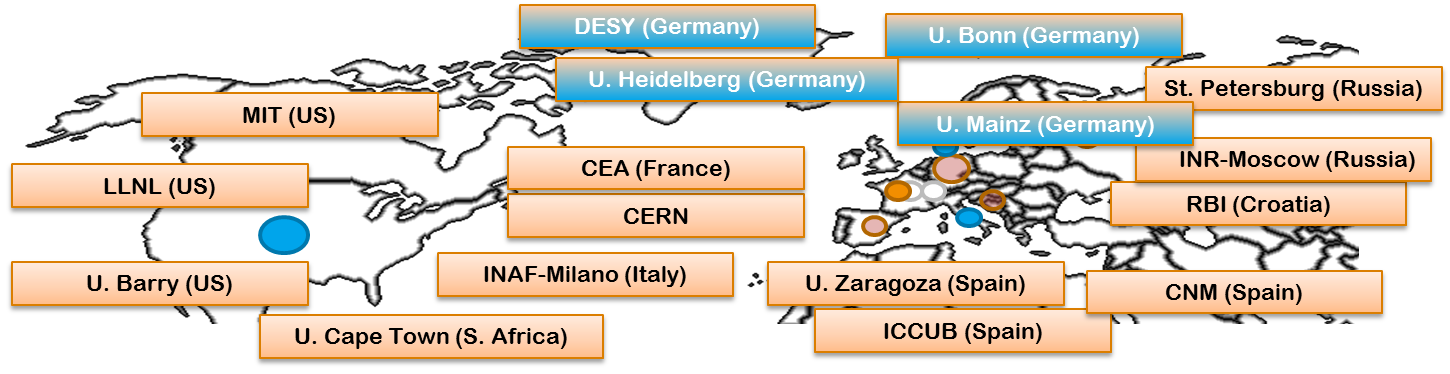 DESY (Germany)
U. Bonn (Germany)
U. Heidelberg (Germany)
St. Petersburg (Russia)
MIT (US)
U. Mainz (Germany)
CEA (France)
INR-Moscow (Russia)
LLNL (US)
CERN
RBI (Croatia)
U. Barry (US)
INAF-Milano (Italy)
U. Zaragoza (Spain)
CNM (Spain)
U. Cape Town (S. Africa)
ICCUB (Spain)